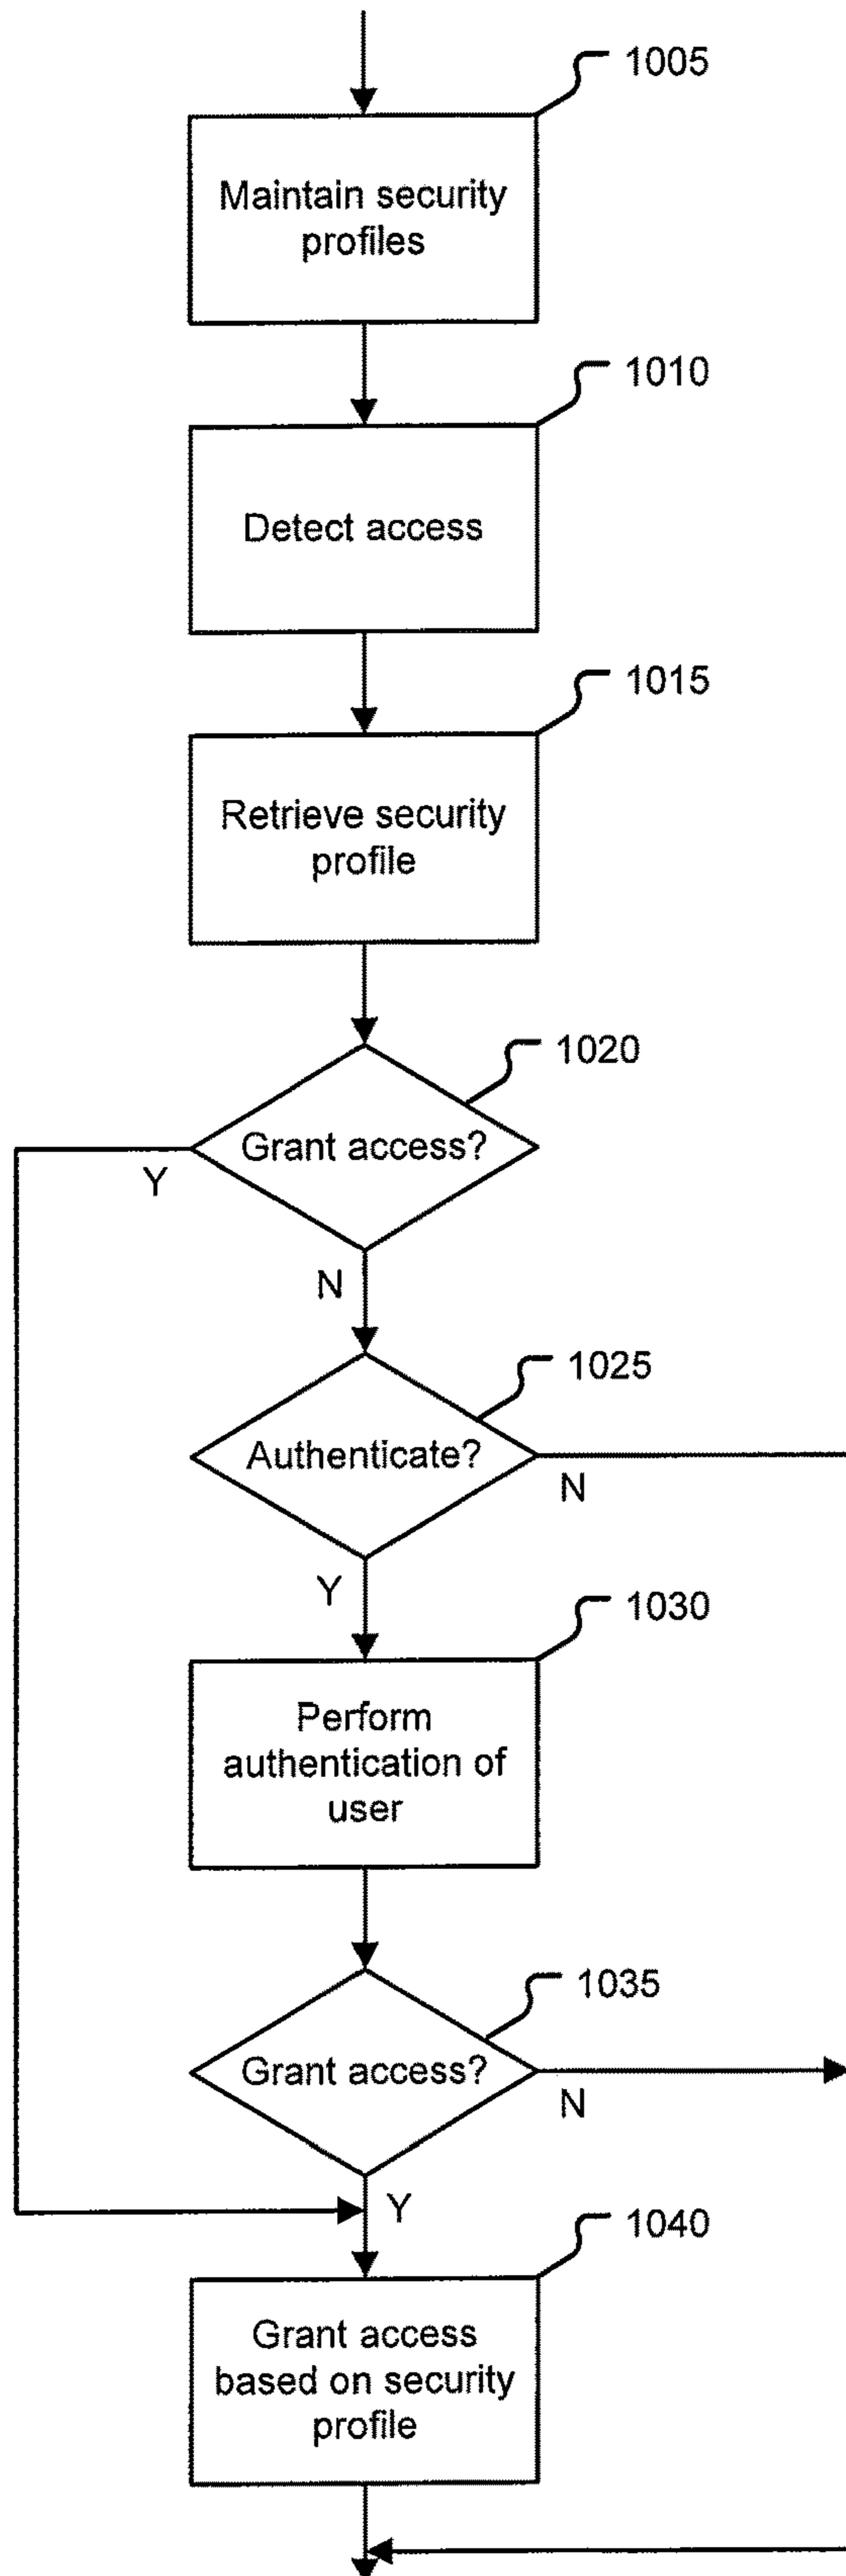 1005
Maintain security
profiles
1010
Detect access
1015
Retrieve security
profile
1020
Grant access?
Y
N
1025
Authenticate?
N
Y
1030
Perform
authentication of
user
1035
Grant access?
N
Y
1040
Grant access
based on security
profile